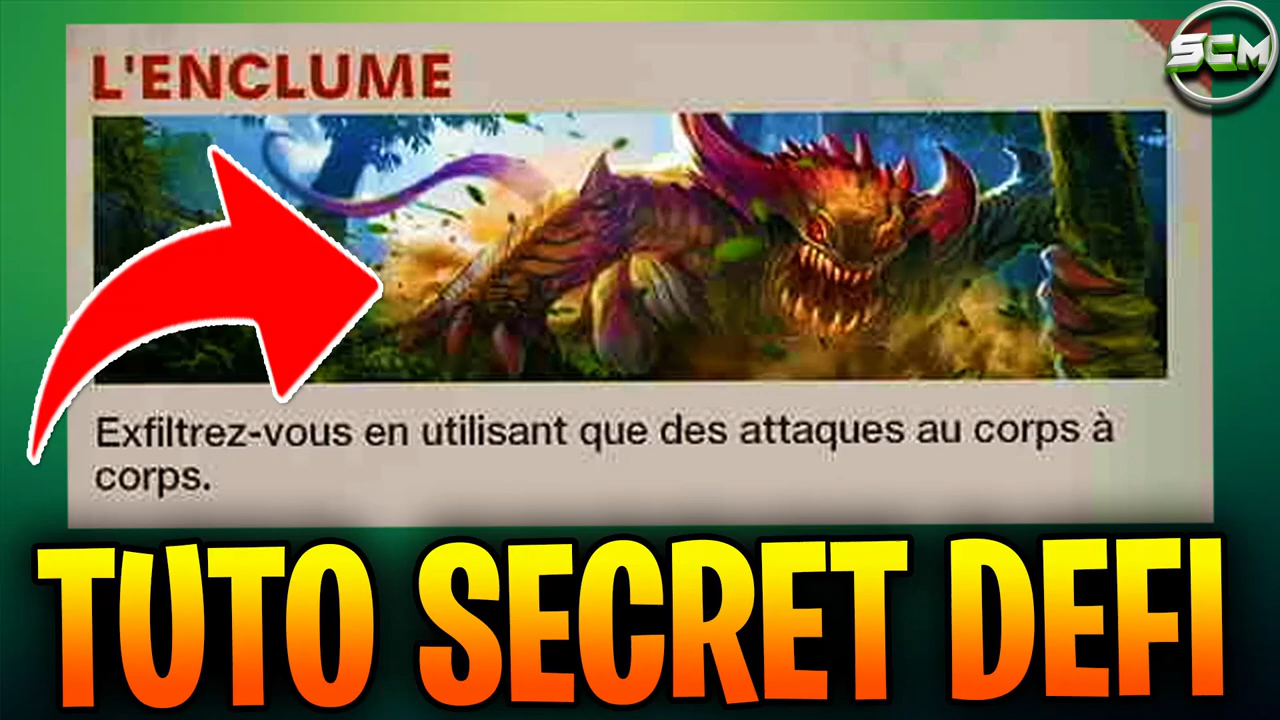 SCM
L'ENCLUME
Exfiltrez-vous en utilisant que des attaques au corps à
corps.
TUTO SECRET DEFI